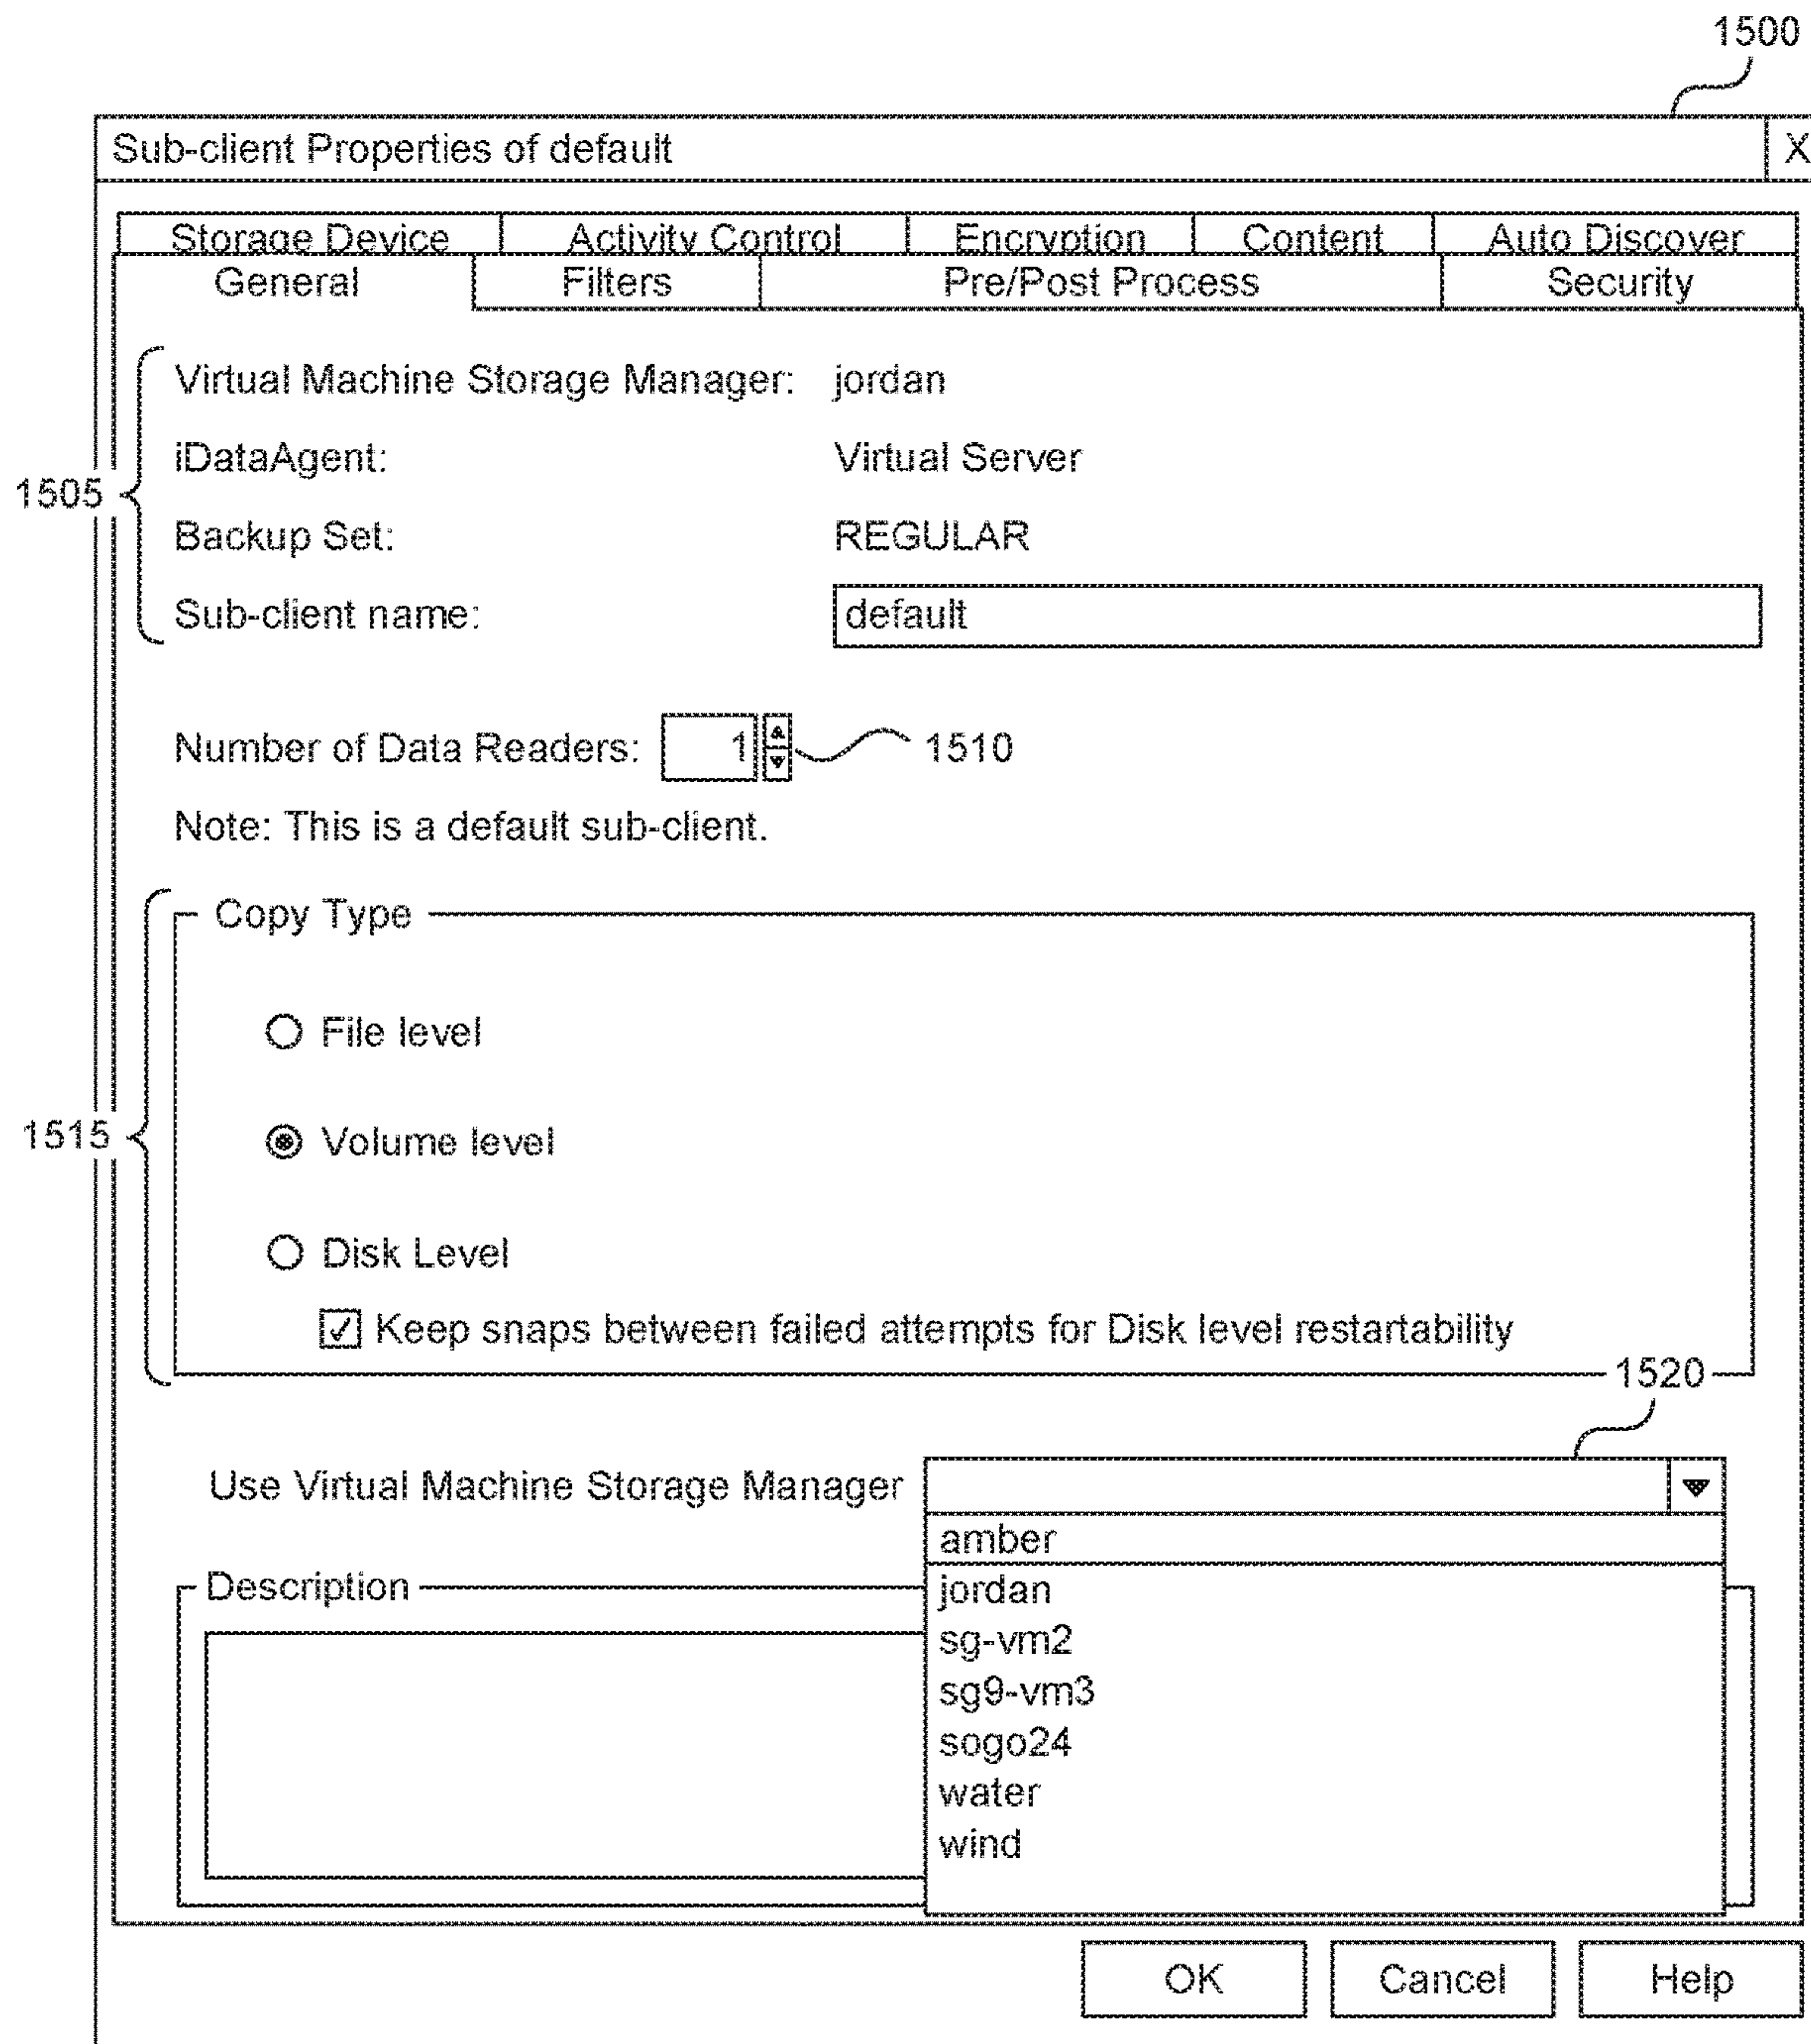 1500
Sub-client Properties of default X
Storage Device Activity Control Encryption Content Auto Discover
General Filters Pre/Post Process Security
Virtual Machine Storage Manager: jordan
iDataAgent: Virtual Server
1505
Backup Set: REGULAR
Sub-client name: default
Number of Data Readers: 1 1510
Note: This is a default sub-client.
Copy Type
File level
1515 Volume level
Disk Level
Keep snaps between failed attempts for Disk level restartability
1520
Use Virtual Machine Storage Manager
amber
Description
jordan
sg-vm2
sg9-vm3
sogo24
water
wind
OK Cancel Help